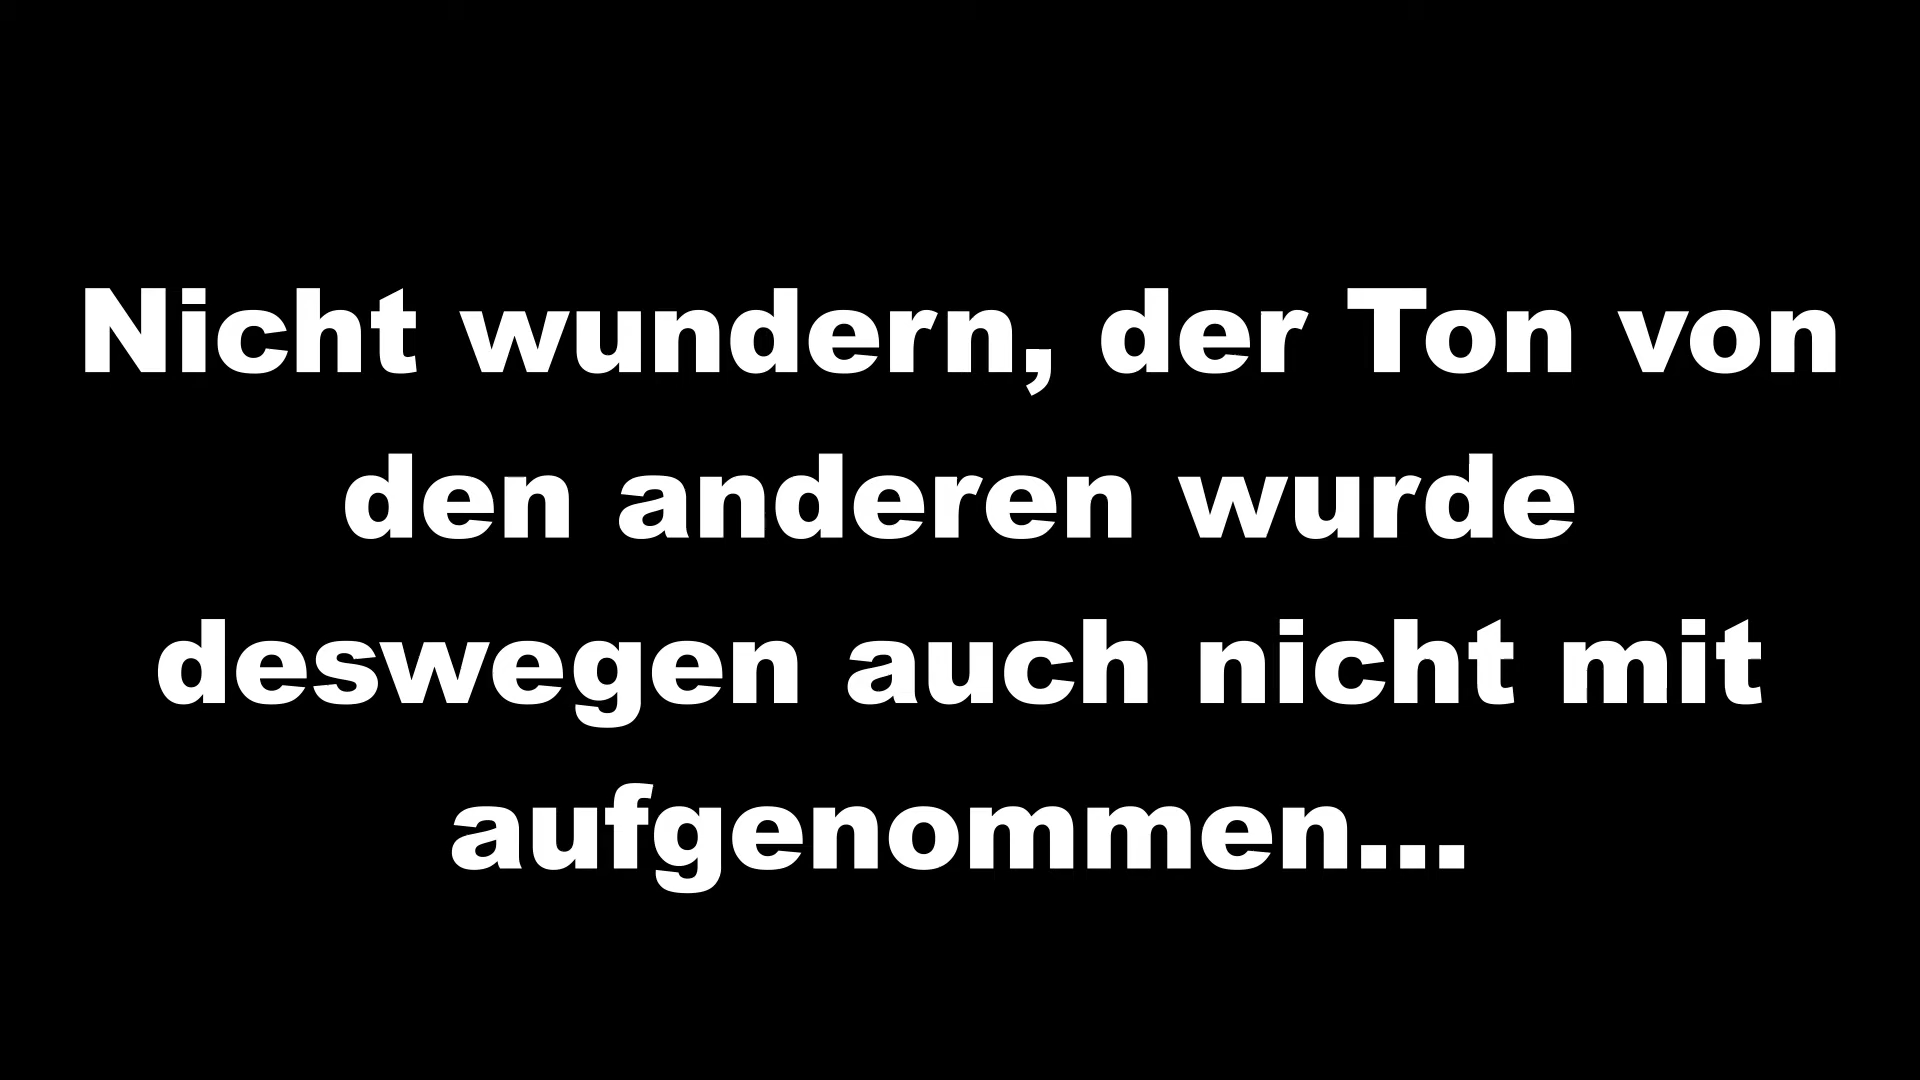 Nicht wundern, der Ton von
den anderen wurde
deswegen auch nicht mit
aufgenommen...